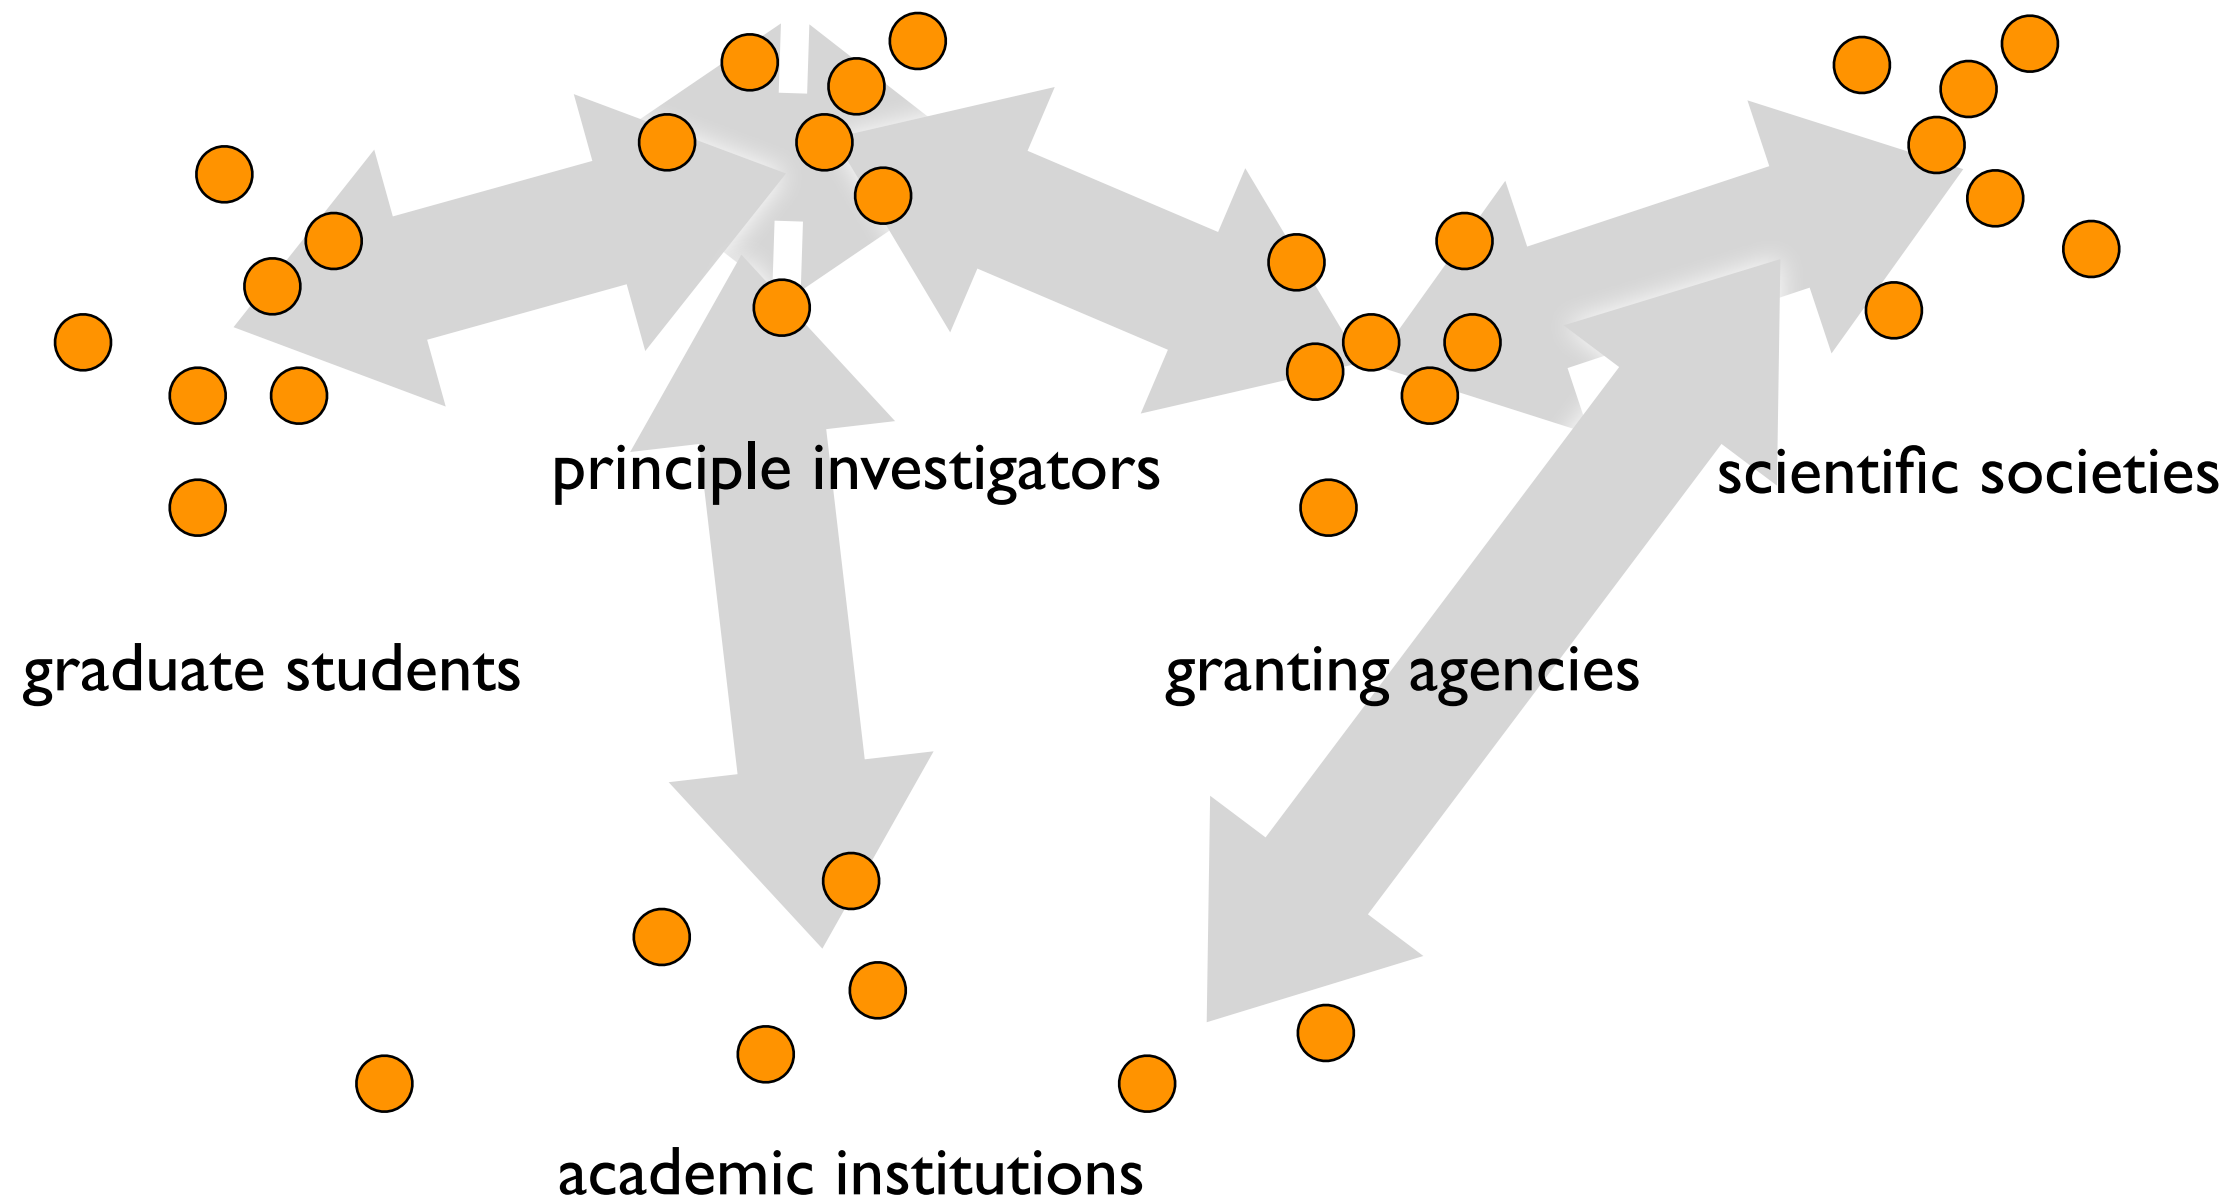 principle investigators
scientific societies
graduate students
granting agencies
academic institutions